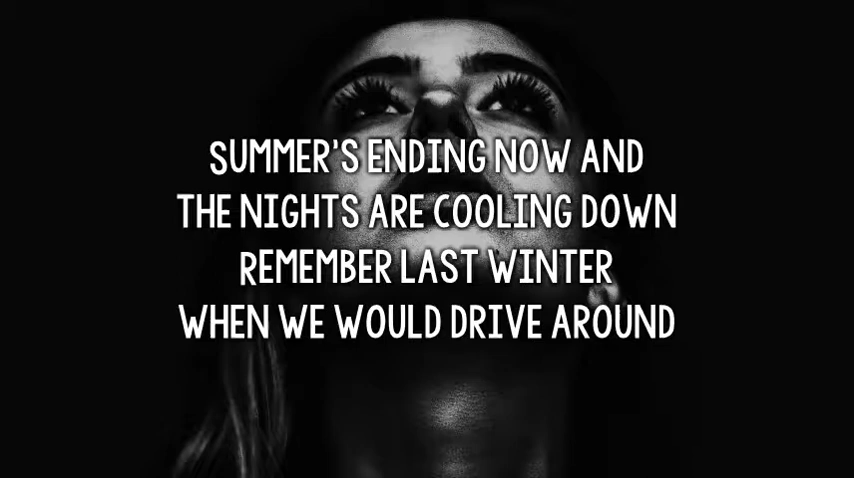 SUMMER'S ENDING NOW AND
THE NIGHTS ARE COOLING DOWN
REMEMBER LAST WINTER
WHEN WE WOULD DRIVE AROUND